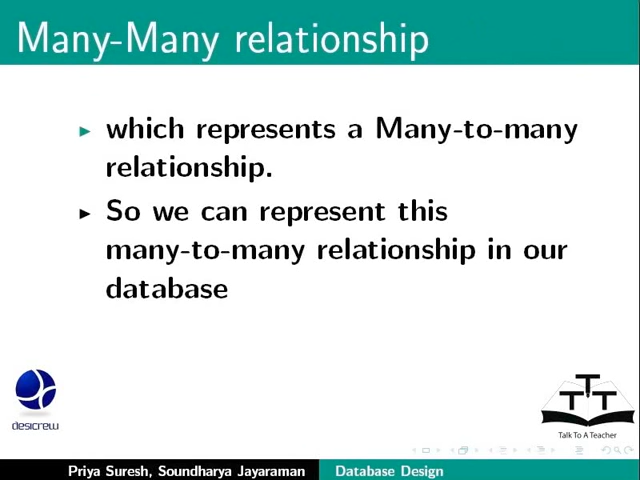 Many-Many relationship
which represents a Many-to-many
relationship.
So we can represent this
many-to-many relationship in our
database
desicrew
TTT
Talk To A Teacher
Priya Suresh, Soundharya Jayaraman
Database Design